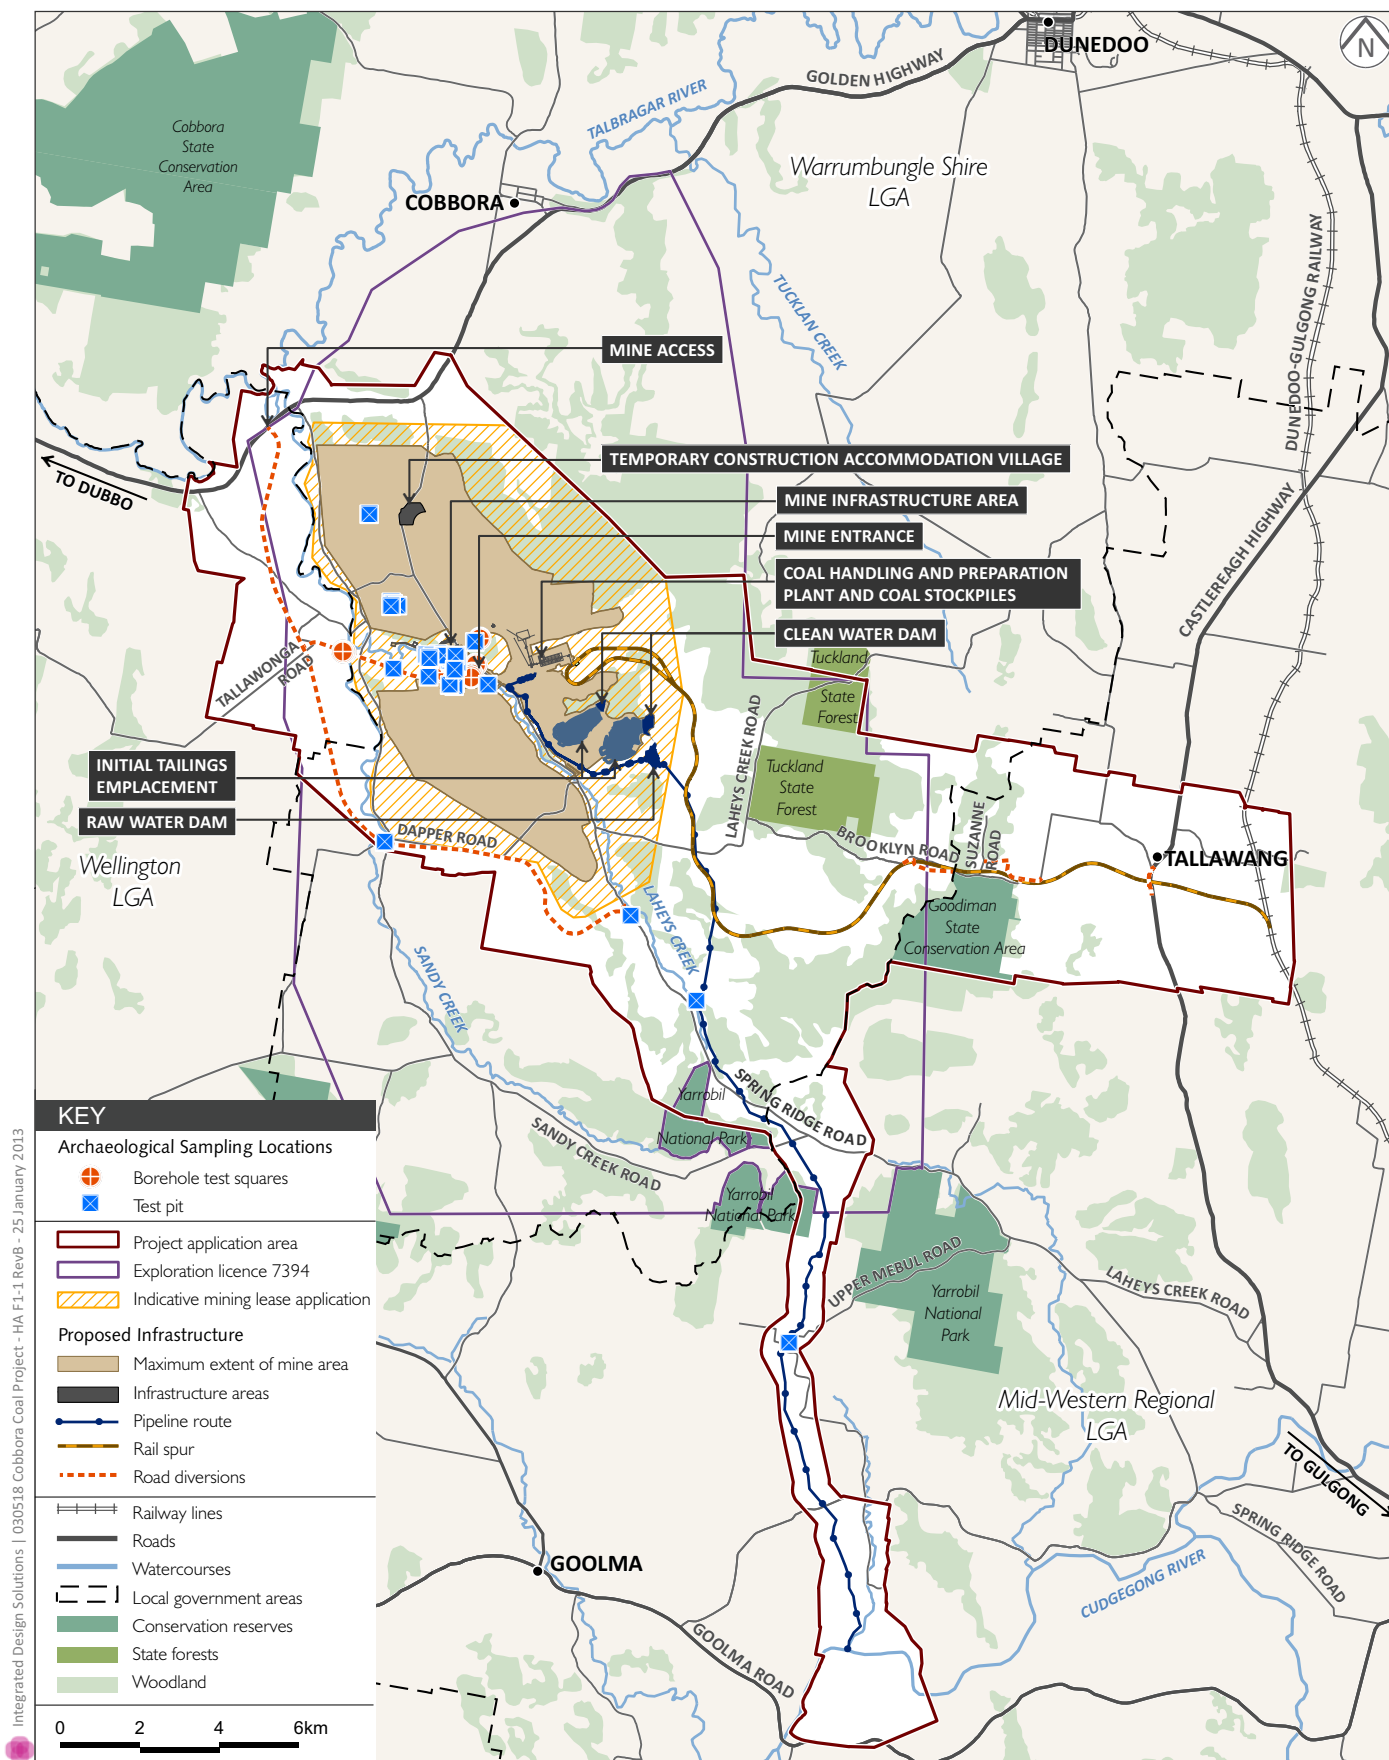 DUNEDOO
N
GOLDEN HIGHWAY
TALBRAGAR RIVER
Cobbora
State
Conservation
Area
Warrumbungle Shire
LGA
COBBORA
TUCKLAN CREEK
DUNEDOO-GULGONG RAILWAY
MINE ACCESS
TEMPORARY CONSTRUCTION ACCOMMODATION VILLAGE
TO DUBBO
MINE INFRASTRUCTURE AREA
MINE ENTRANCE
CASTLEREAGH HIGHWAY
COAL HANDLING AND PREPARATION
PLANT AND COAL STOCKPILES
CLEAN WATER DAM
TALLAWONGA
ROAD
Tuckland
State
Forest
LAHEYS CREEK ROAD
INITIAL TAILINGS
EMPLACEMENT
Tuckland
State
Forest
RAW WATER DAM
DAPPER ROAD
BROOKLYN ROAD
SUZANNE
ROAD
TALLAWANG
Wellington
LGA
LAHEYS CREEK
Goodiman
State
Conservation Area
SANDY CREEK
SPRING RIDGE ROAD
Yarrobil
National Park
SANDY CREEK ROAD
Yarrobil
National Park
UPPER MEBUL ROAD
LAHEYS CREEK ROAD
Yarrobil
National
Park
Mid-Western Regional
LGA
TO GULGONG
SPRING RIDGE ROAD
CUDGEGONG RIVER
GOOLMA
GOOLMA ROAD
KEY
Archaeological Sampling Locations
Borehole test squares
Test pit
Project application area
Exploration licence 7394
Indicative mining lease application
Proposed Infrastructure
Maximum extent of mine area
Infrastructure areas
Pipeline route
Rail spur
Road diversions
Railway lines
Roads
Watercourses
Local government areas
Conservation reserves
State forests
Woodland
0 2 4 6km
Integrated Design Solutions | 030518 Cobbora Coal Project - HA F1-1 RevB - 25 January 2013